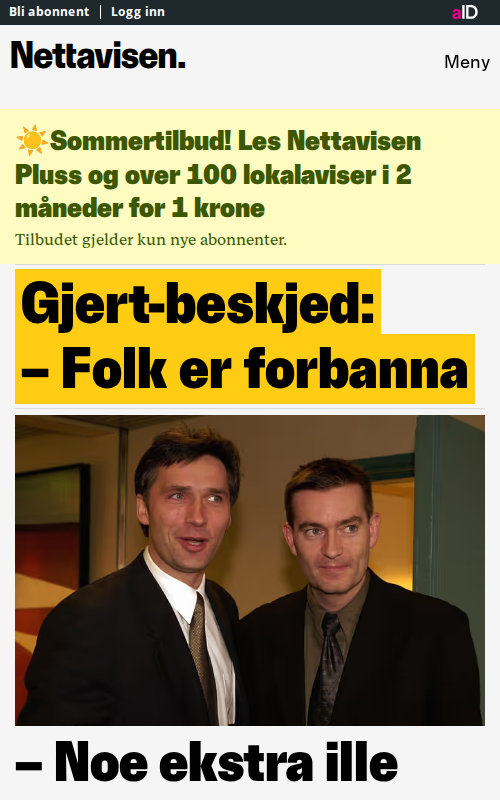 Bli abonnent | Logg inn
aID
Nettavisen.
Meny
☀️Sommertilbud! Les Nettavisen
Pluss og over 100 lokalaviser i 2
måneder for 1 krone
Tilbudet gjelder kun nye abonnenter.
Gjert-beskjed:
– Folk er forbanna
– Noe ekstra ille